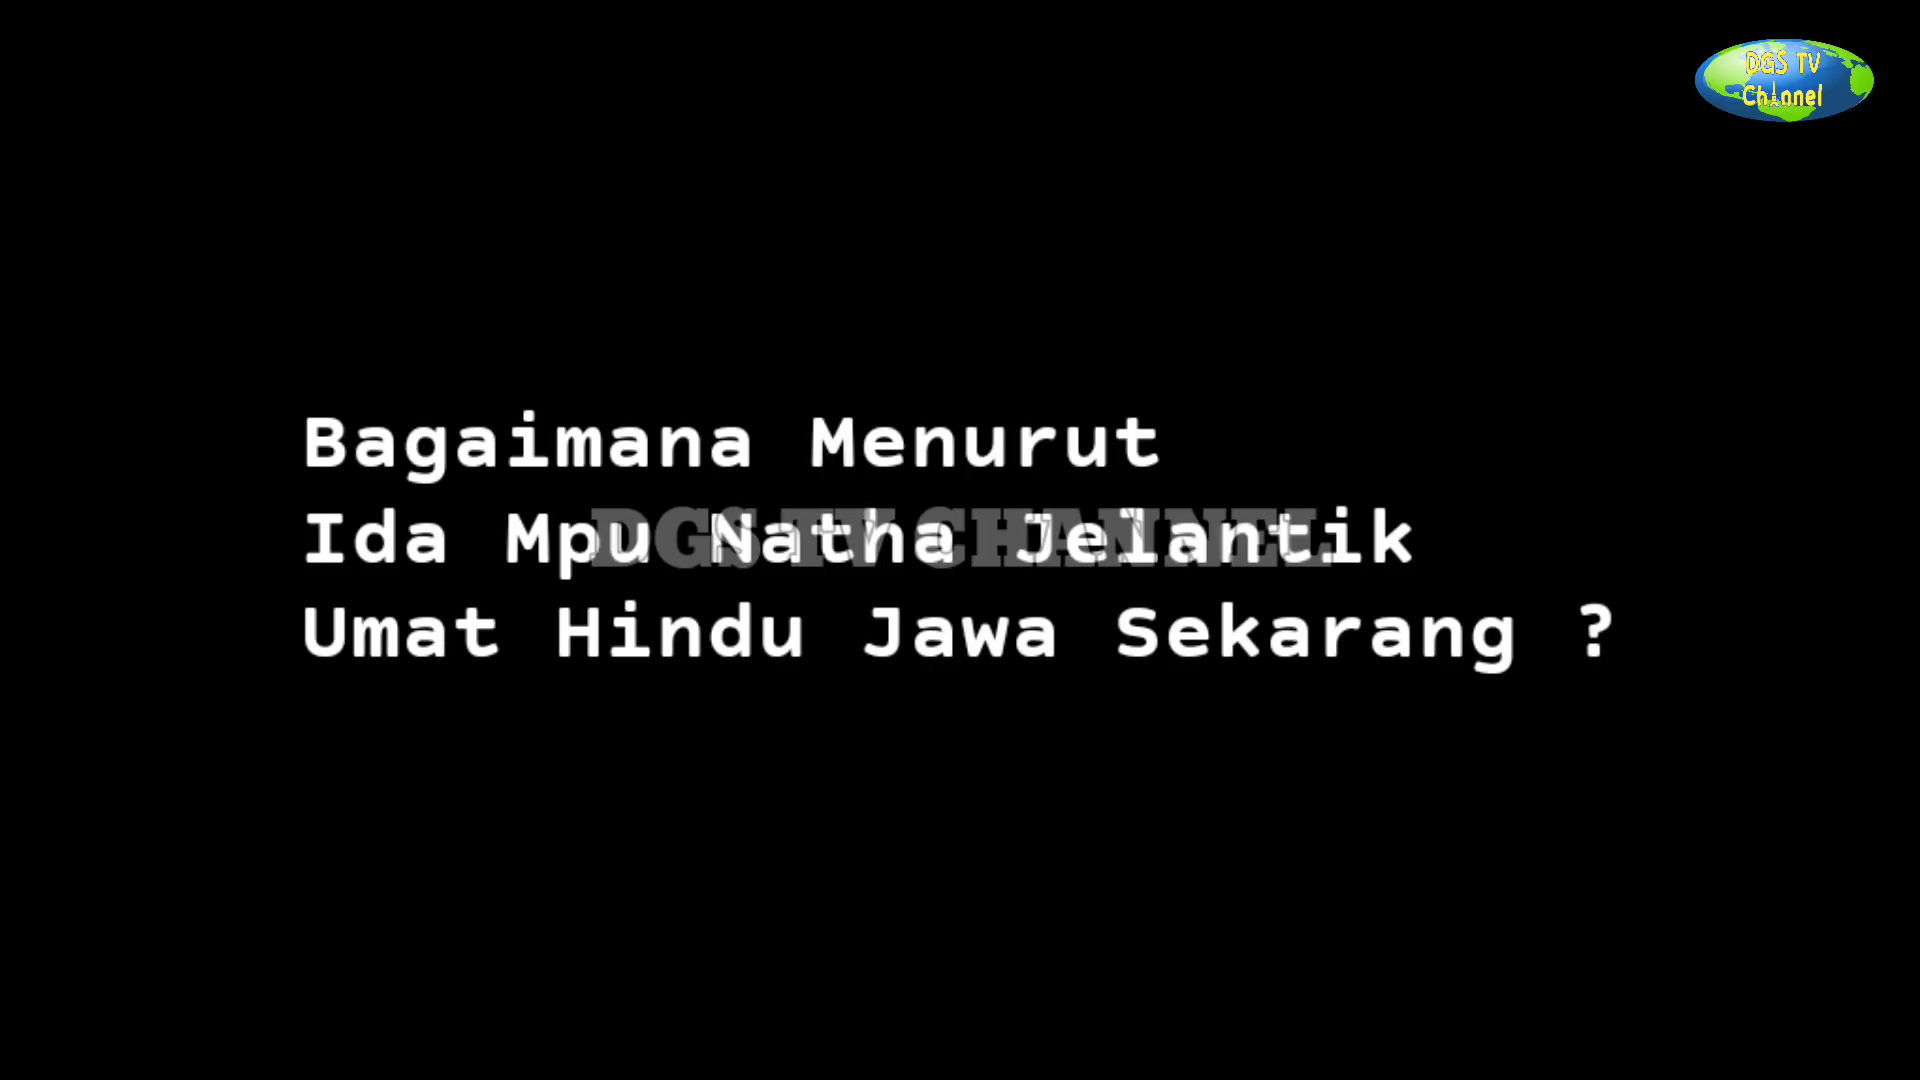 DGS TV
Channel
Bagaimana Menurut
Ida Mpu Natha Jelantik
DGS TV CHANNEL
Umat Hindu Jawa Sekarang ?